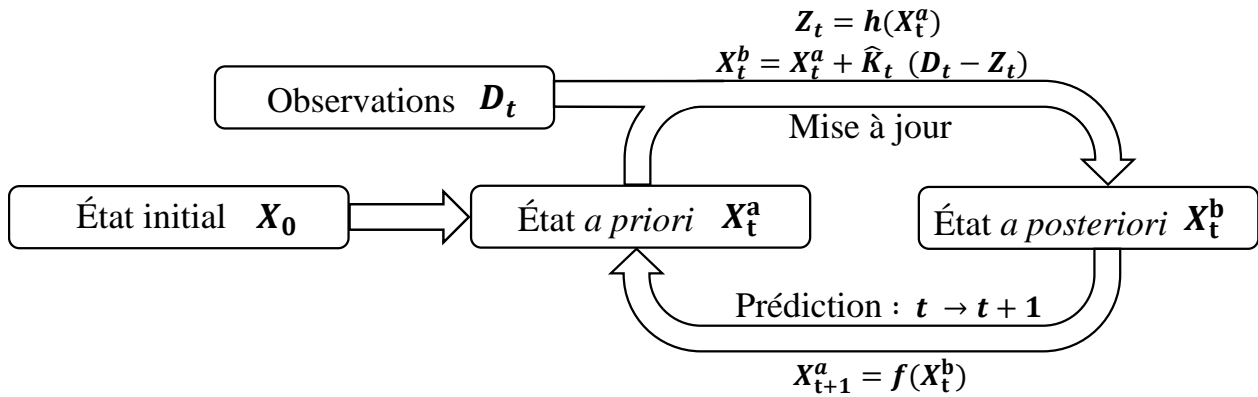 Z_t = h(X_t^a)
X_t^b = X_t^a + K̂_t (D_t − Z_t)
Observations D_t
Mise à jour
État initial X_0
État a priori X_t^a
État a posteriori X_t^b
Prédiction : t → t + 1
X_{t+1}^a = f(X_t^b)